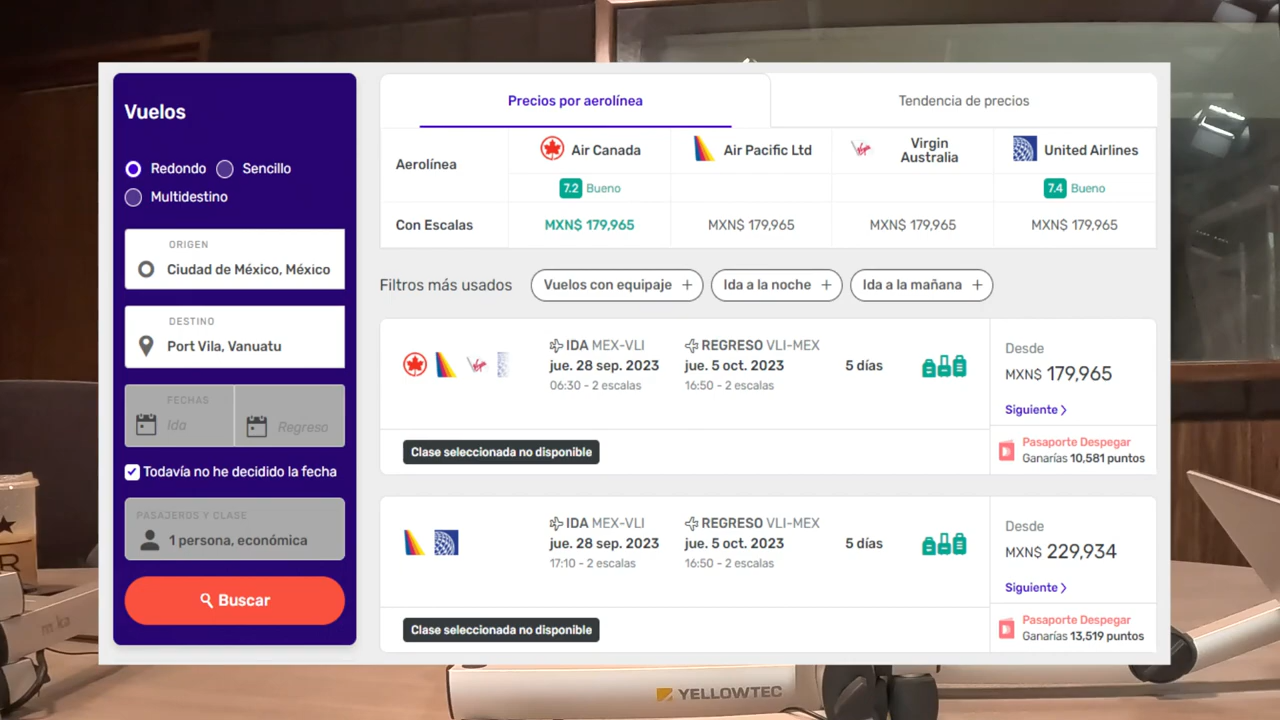 Vuelos
Redondo
Sencillo
Multidestino
ORIGEN
Ciudad de México, México
DESTINO
Port Vila, Vanuatu
FECHAS
Ida
Regreso
Todavía no he decidido la fecha
PASAJEROS Y CLASE
1 persona, económica
Buscar
Precios por aerolínea
Tendencia de precios
Aerolínea
Air Canada
Air Pacific Ltd
Virgin
Australia
United Airlines
7.2 Bueno
7.4 Bueno
Con Escalas
MXN$ 179,965
MXN$ 179,965
MXN$ 179,965
MXN$ 179,965
Filtros más usados
Vuelos con equipaje +
Ida a la noche +
Ida a la mañana +
IDA MEX-VLI
jue. 28 sep. 2023
06:30 - 2 escalas
REGRESO VLI-MEX
jue. 5 oct. 2023
16:50 - 2 escalas
5 días
Desde
MXN$ 179,965
Siguiente >
Clase seleccionada no disponible
Pasaporte Despegar
Ganarías 10,581 puntos
IDA MEX-VLI
jue. 28 sep. 2023
17:10 - 2 escalas
REGRESO VLI-MEX
jue. 5 oct. 2023
16:50 - 2 escalas
5 días
Desde
MXN$ 229,934
Siguiente >
Clase seleccionada no disponible
Pasaporte Despegar
Ganarías 13,519 puntos
YELLOWTEC